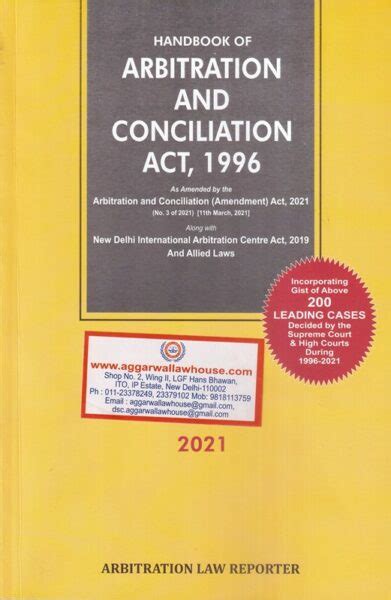 HANDBOOK OF
ARBITRATION
AND
CONCILIATION
ACT, 1996
As Amended by the
Arbitration and Conciliation (Amendment) Act, 2021
(No. 3 of 2021) [11th March, 2021]
Along with
New Delhi International Arbitration Centre Act, 2019
And Allied Laws
Incorporating
Gist of Above
200
LEADING CASES
Decided by the
Supreme Court
& High Courts
During
1996-2021
www.aggarwallawhouse.com
Shop No. 2, Wing II, LGF Hans Bhawan,
ITO, IP Estate, New Delhi-110002
Ph : 011-23378249, 23379102 Mob: 9818113759
Email : aggarwallawhouse@gmail.com,
dsc.aggarwallawhouse@gmail.com
2021
ARBITRATION LAW REPORTER